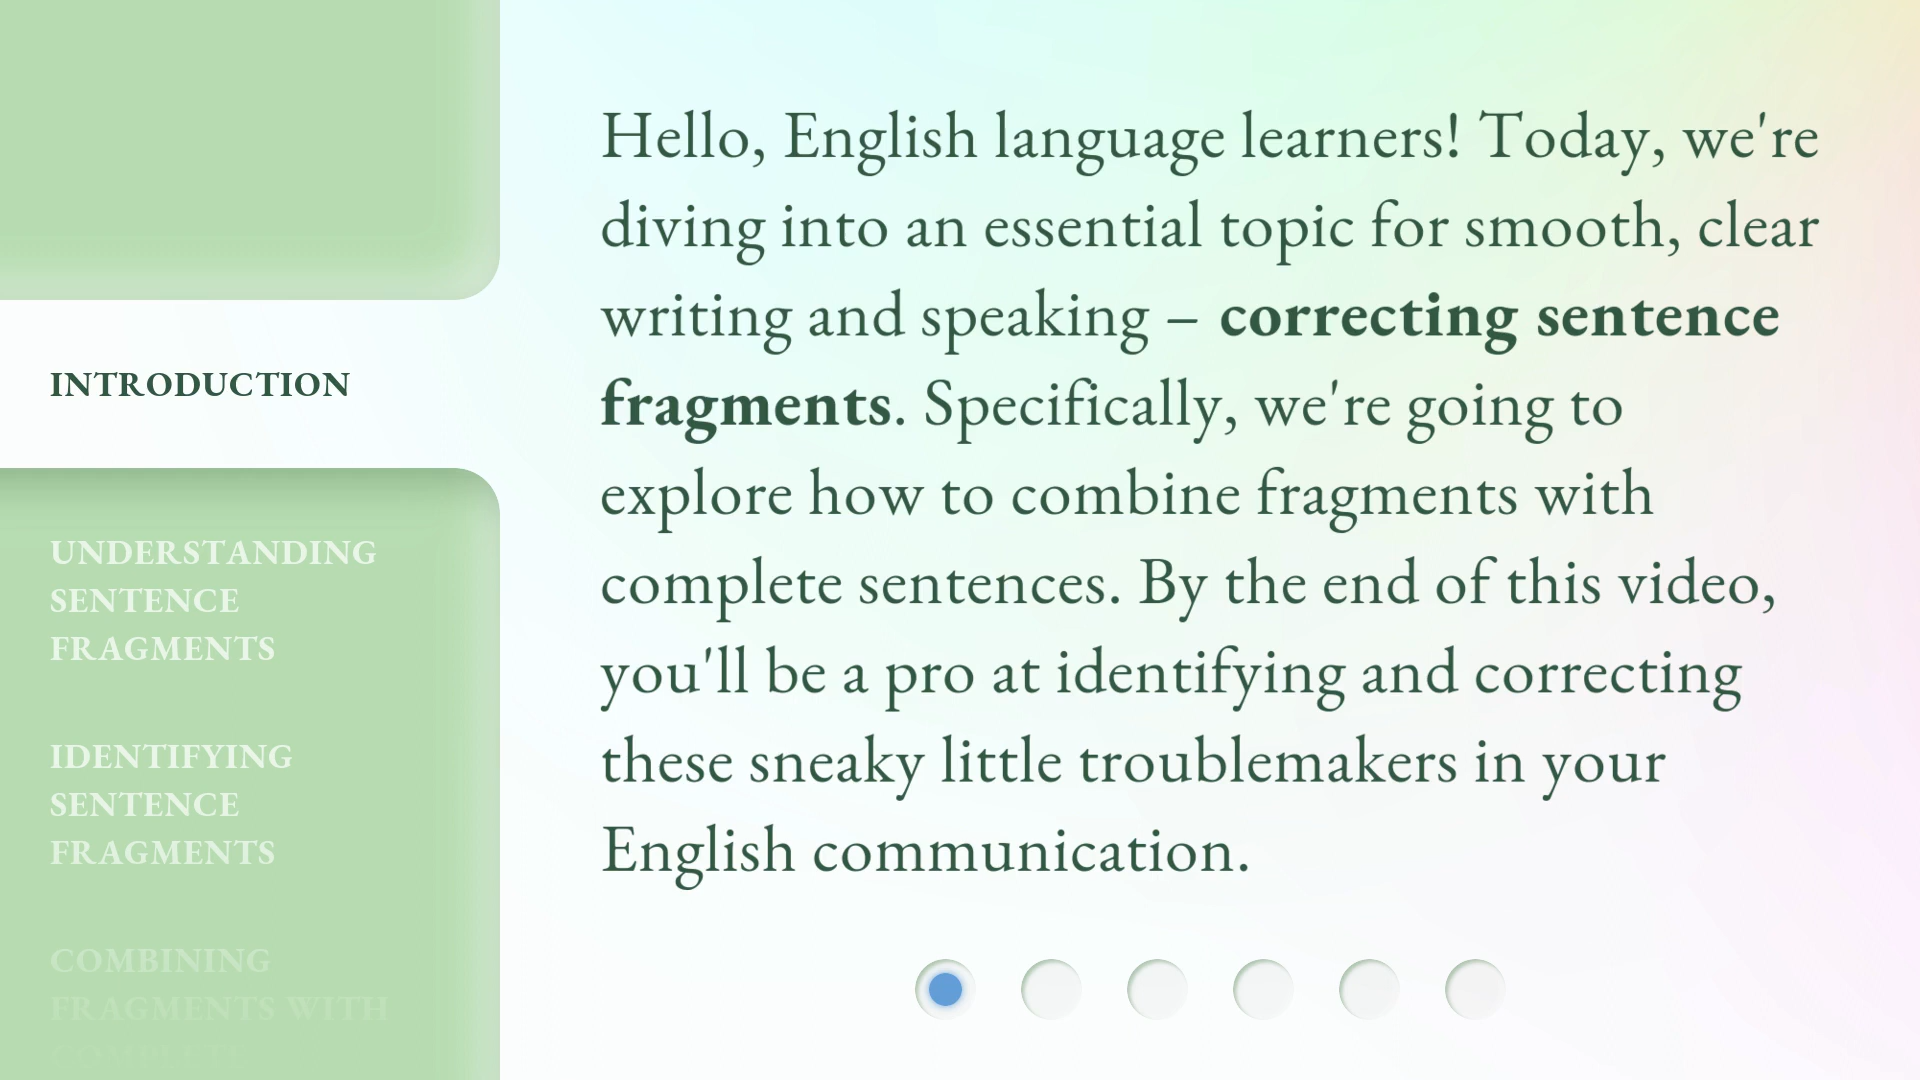 INTRODUCTION
UNDERSTANDING
SENTENCE
FRAGMENTS
IDENTIFYING
SENTENCE
FRAGMENTS
COMBINING
FRAGMENTS WITH
COMPLETE
Hello, English language learners! Today, we're
diving into an essential topic for smooth, clear
writing and speaking – correcting sentence
fragments. Specifically, we're going to
explore how to combine fragments with
complete sentences. By the end of this video,
you'll be a pro at identifying and correcting
these sneaky little troublemakers in your
English communication.